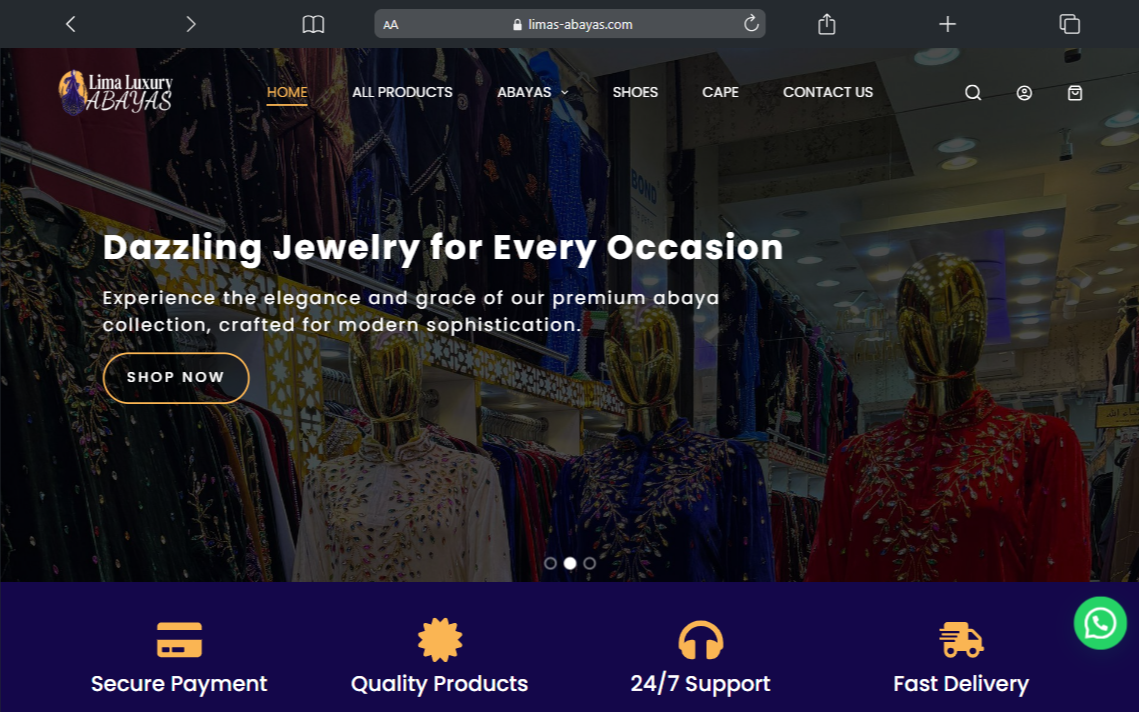 AA
limas-abayas.com
Lima Luxury
ABAYAS
HOME
ALL PRODUCTS
ABAYAS
SHOES
CAPE
CONTACT US
BOND
Dazzling Jewelry for Every Occasion
Experience the elegance and grace of our premium abaya
collection, crafted for modern sophistication.
SHOP NOW
Secure Payment
Quality Products
24/7 Support
Fast Delivery